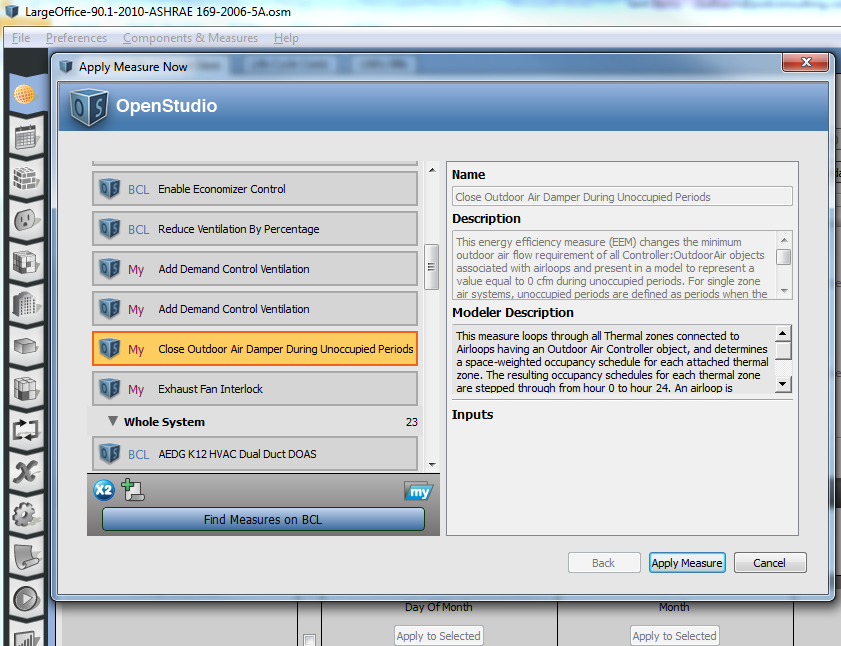 LargeOffice-90.1-2010-ASHRAE 169-2006-5A.osm
File Preferences Components & Measures Help
Apply Measure Now
OS OpenStudio
BCL Enable Economizer Control
BCL Reduce Ventilation By Percentage
My Add Demand Control Ventilation
My Add Demand Control Ventilation
My Close Outdoor Air Damper During Unoccupied Periods
My Exhaust Fan Interlock
Whole System 23
BCL AEDG K12 HVAC Dual Duct DOAS
X2 my
Find Measures on BCL
Name
Close Outdoor Air Damper During Unoccupied Periods
Description
This energy efficiency measure (EEM) changes the minimum
outdoor air flow requirement of all Controller:OutdoorAir objects
associated with airloops and present in a model to represent a
value equal to 0 cfm during unoccupied periods. For single zone
air systems, unoccupied periods are defined as periods when the
Modeler Description
This measure loops through all Thermal zones connected to
Airloops having an Outdoor Air Controller object, and determines
a space-weighted occupancy schedule for each attached thermal
zone. The resulting occupancy schedules for each thermal zone
are stepped through from hour 0 to hour 24. An airloop is
Inputs
Back Apply Measure Cancel
Day Of Month Month
Apply to Selected Apply to Selected